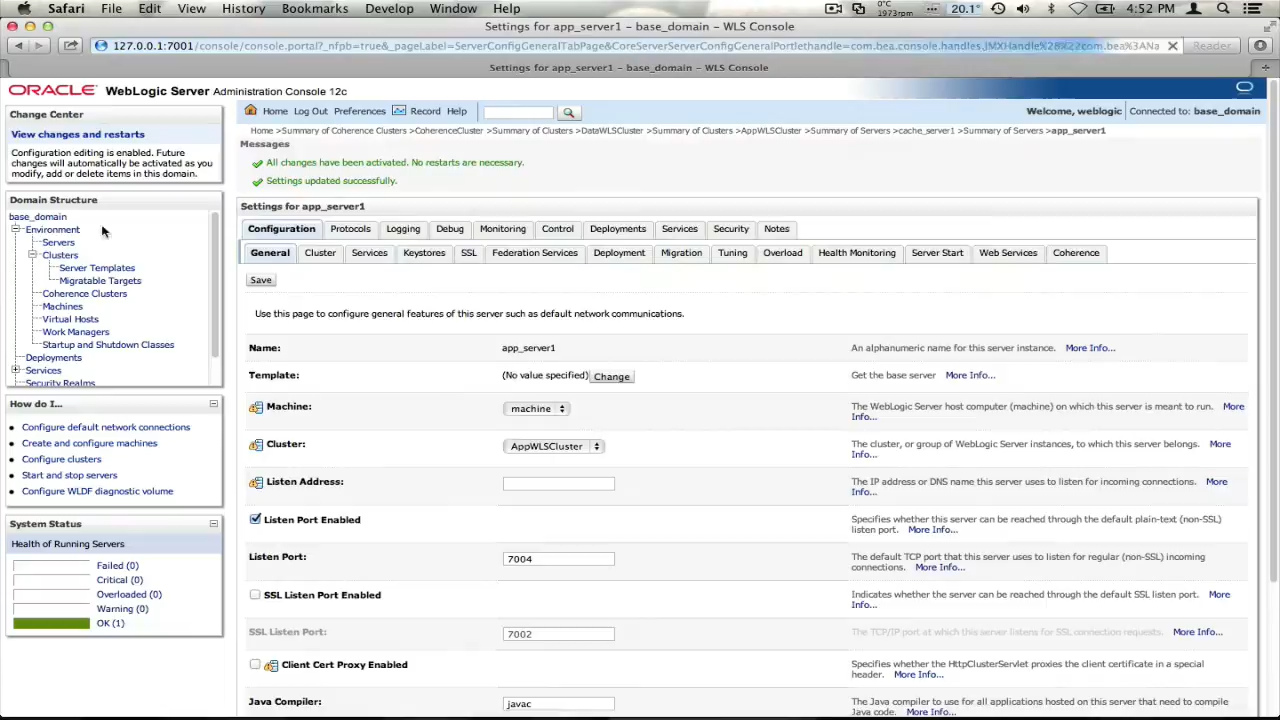 Safari File Edit View History Bookmarks Develop Window Help
0°C
1973rpm
20.1° 4:52 PM
Settings for app_server1 – base_domain – WLS Console
127.0.0.1:7001/console/console.portal?_nfpb=true&_pageLabel=ServerConfigGeneralTabPage&CoreServerServerConfigGeneralPortlethandle=com.bea.console.handles.JMXHandle%28%22com.bea%3ANa
Reader
Settings for app_server1 – base_domain – WLS Console
ORACLE WebLogic Server Administration Console 12c
Change Center
View changes and restarts
Configuration editing is enabled. Future
changes will automatically be activated as you
modify, add or delete items in this domain.
Domain Structure
base_domain
Environment
Servers
Clusters
Server Templates
Migratable Targets
Coherence Clusters
Machines
Virtual Hosts
Work Managers
Startup and Shutdown Classes
Deployments
Services
Security Realms
How do I...
Configure default network connections
Create and configure machines
Configure clusters
Start and stop servers
Configure WLDF diagnostic volume
System Status
Health of Running Servers
Failed (0)
Critical (0)
Overloaded (0)
Warning (0)
OK (1)
Home Log Out Preferences Record Help
Welcome, weblogic Connected to: base_domain
Home >Summary of Coherence Clusters >CoherenceCluster >Summary of Clusters >DataWLSCluster >Summary of Clusters >AppWLSCluster >Summary of Servers >cache_server1 >Summary of Servers >app_server1
Messages
All changes have been activated. No restarts are necessary.
Settings updated successfully.
Settings for app_server1
Configuration Protocols Logging Debug Monitoring Control Deployments Services Security Notes
General Cluster Services Keystores SSL Federation Services Deployment Migration Tuning Overload Health Monitoring Server Start Web Services Coherence
Save
Use this page to configure general features of this server such as default network communications.
Name: app_server1 An alphanumeric name for this server instance. More Info...
Template: (No value specified) Change Get the base server More Info...
Machine: machine The WebLogic Server host computer (machine) on which this server is meant to run. More
Info...
Cluster: AppWLSCluster The cluster, or group of WebLogic Server instances, to which this server belongs. More
Info...
Listen Address: The IP address or DNS name this server uses to listen for incoming connections. More
Info...
Listen Port Enabled Specifies whether this server can be reached through the default plain-text (non-SSL)
listen port. More Info...
Listen Port: 7004 The default TCP port that this server uses to listen for regular (non-SSL) incoming
connections. More Info...
SSL Listen Port Enabled Indicates whether the server can be reached through the default SSL listen port. More
Info...
SSL Listen Port: 7002 The TCP/IP port at which this server listens for SSL connection requests. More Info...
Client Cert Proxy Enabled Specifies whether the HttpClusterServlet proxies the client certificate in a special
header. More Info...
Java Compiler: javac The Java compiler to use for all applications hosted on this server that need to compile
Java code. More Info...